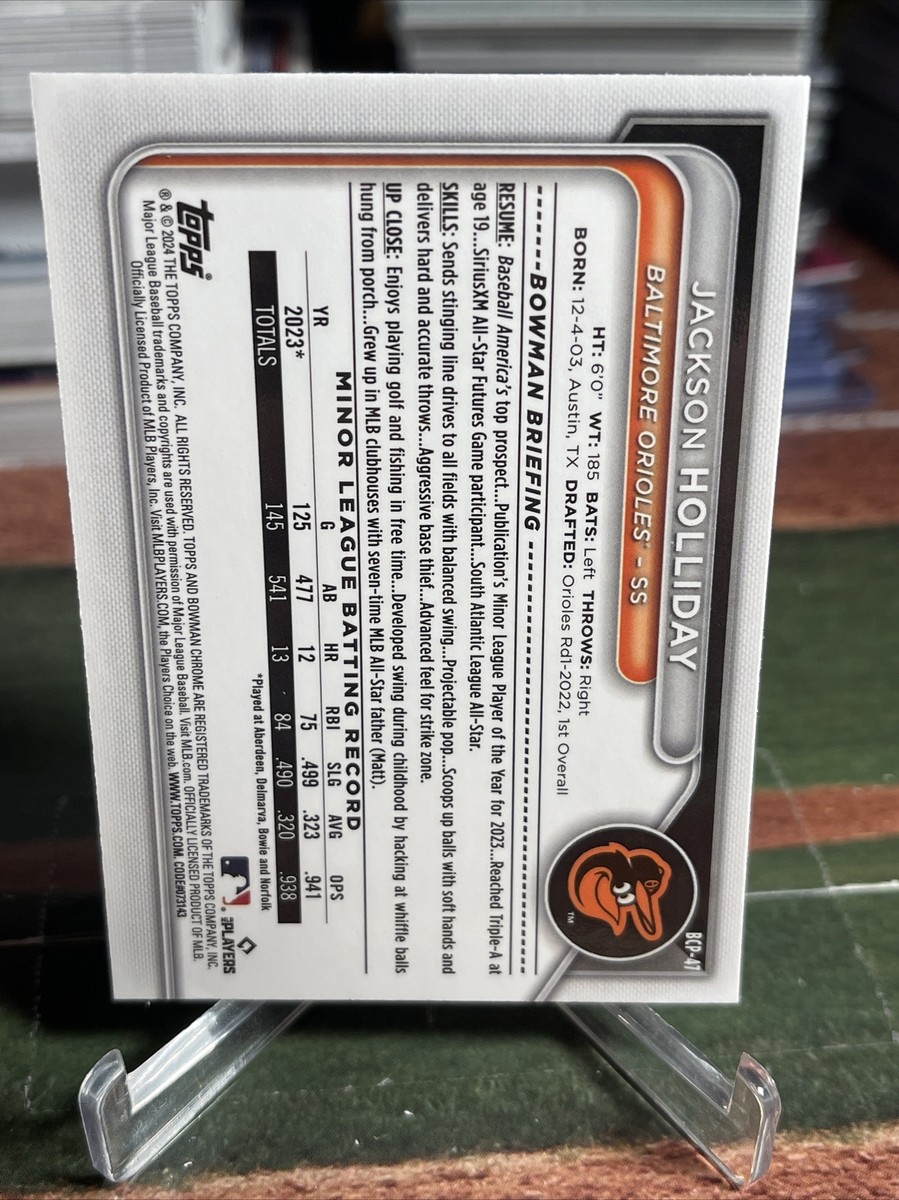 BCP-47
JACKSON HOLLIDAY
BALTIMORE ORIOLES® - SS
HT: 6'0" WT: 185 BATS: Left THROWS: Right
BORN: 12-4-03, Austin, TX DRAFTED: Orioles Rd1-2022, 1st Overall
TM
------BOWMAN BRIEFING------
RESUME: Baseball America's top prospect...Publication's Minor League Player of the Year for 2023...Reached Triple-A at
age 19...SiriusXM All-Star Futures Game participant...South Atlantic League All-Star.
SKILLS: Sends stinging line drives to all fields with balanced swing...Projectable pop...Scoops up balls with soft hands and
delivers hard and accurate throws...Aggressive base thief...Advanced feel for strike zone.
UP CLOSE: Enjoys playing golf and fishing in free time...Developed swing during childhood by hacking at whiffle balls
hung from porch...Grew up in MLB clubhouses with seven-time MLB All-Star father (Matt).
MINOR LEAGUE BATTING RECORD
YR G AB HR RBI SLG AVG OPS
2023* 125 477 12 75 .499 .323 .941
TOTALS 145 541 13 84 .490 .320 .938
*Played at Aberdeen, Delmarva, Bowie and Norfolk
topps®
MLB PLAYERS
® & © 2024 THE TOPPS COMPANY, INC. ALL RIGHTS RESERVED. TOPPS AND BOWMAN CHROME ARE REGISTERED TRADEMARKS OF THE TOPPS COMPANY, INC.
Major League Baseball trademarks and copyrights are used with permission of Major League Baseball. Visit MLB.com. OFFICIALLY LICENSED PRODUCT OF MLB
Officially Licensed Product of MLB Players, Inc. Visit MLBPLAYERS.COM, the Players Choice on the web. WWW.TOPPS.COM. CODE#073143